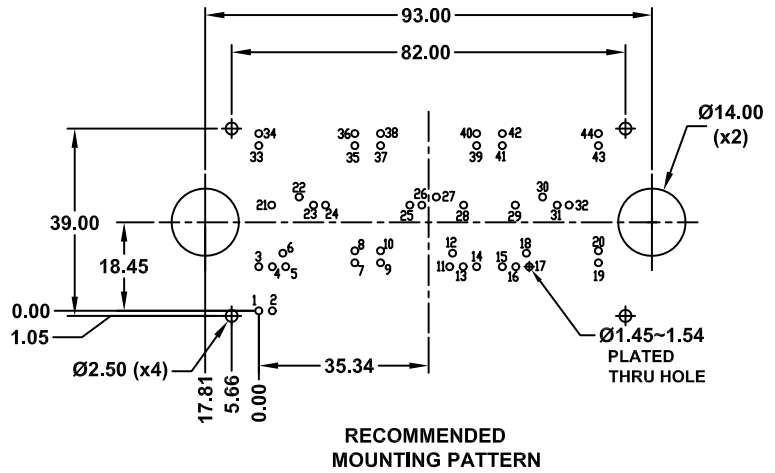 93.00
82.00
Ø14.00
(x2)
34 36 38 40 42 44
33 35 37 39 41 43
22 26 27 30
21 23 24 25 28 29 31 32
39.00
18.45
6 8 10 12 18 20
3 4 5 7 9 11 13 14 15 16 17 19
0.00 1 2
1.05
Ø1.45~1.54
PLATED
THRU HOLE
Ø2.50 (x4)
35.34
17.81
5.66
0.00
RECOMMENDED
MOUNTING PATTERN